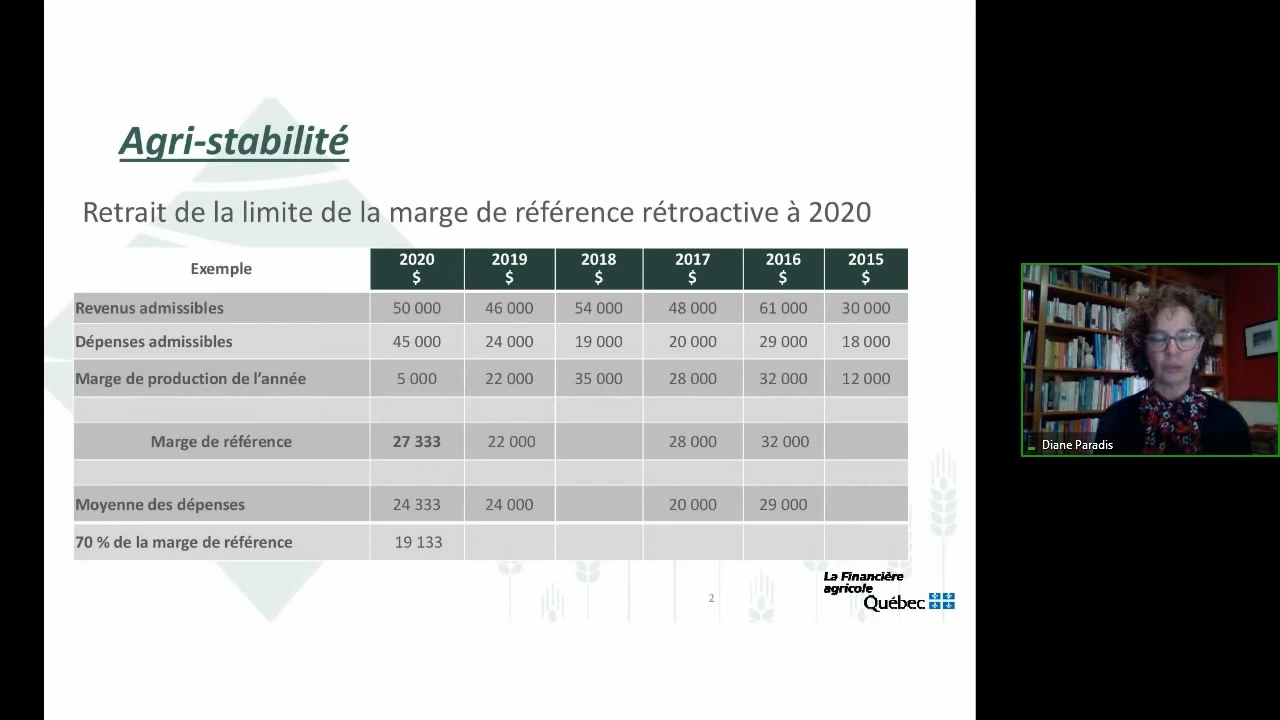 Agri-stabilité
Retrait de la limite de la marge de référence rétroactive à 2020
Exemple 2020 $ 2019 $ 2018 $ 2017 $ 2016 $ 2015 $
Revenus admissibles 50 000 46 000 54 000 48 000 61 000 30 000
Dépenses admissibles 45 000 24 000 19 000 20 000 29 000 18 000
Marge de production de l’année 5 000 22 000 35 000 28 000 32 000 12 000
Marge de référence 27 333 22 000 28 000 32 000
Moyenne des dépenses 24 333 24 000 20 000 29 000
70 % de la marge de référence 19 133
2
La Financière
agricole
Québec
Diane Paradis